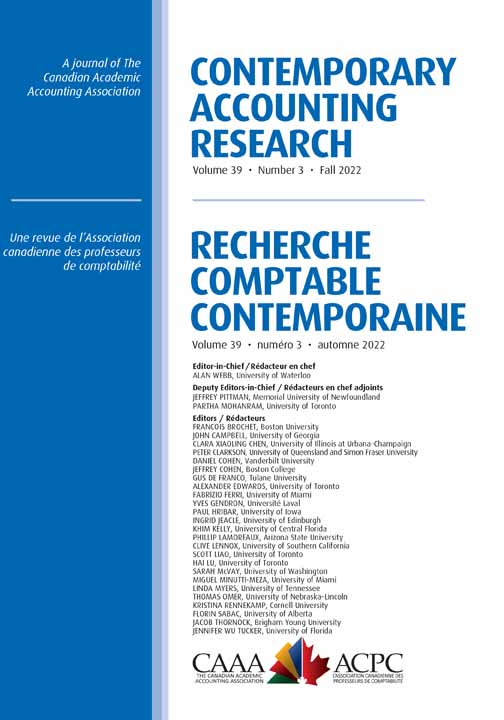 A journal of The
Canadian Academic
Accounting Association
CONTEMPORARY
ACCOUNTING
RESEARCH
Volume 39 • Number 3 • Fall 2022
Une revue de l'Association
canadienne des professeurs
de comptabilité
RECHERCHE
COMPTABLE
CONTEMPORAINE
Volume 39 • numéro 3 • automne 2022
Editor-in-Chief / Rédacteur en chef
ALAN WEBB, University of Waterloo
Deputy Editors-in-Chief / Rédacteurs en chef adjoints
JEFFREY PITTMAN, Memorial University of Newfoundland
PARTHA MOHANRAM, University of Toronto
Editors / Rédacteurs
FRANCOIS BROCHET, Boston University
JOHN CAMPBELL, University of Georgia
CLARA XIAOLING CHEN, University of Illinois at Urbana-Champaign
PETER CLARKSON, University of Queensland and Simon Fraser University
DANIEL COHEN, Vanderbilt University
JEFFREY COHEN, Boston College
GUS DE FRANCO, Tulane University
ALEXANDER EDWARDS, University of Toronto
FABRIZIO FERRI, University of Miami
YVES GENDRON, Université Laval
PAUL HRIBAR, University of Iowa
INGRID JEACLE, University of Edinburgh
KHIM KELLY, University of Central Florida
PHILLIP LAMOREAUX, Arizona State University
CLIVE LENNOX, University of Southern California
SCOTT LIAO, University of Toronto
HAI LU, University of Toronto
SARAH McVAY, University of Washington
MIGUEL MINUTTI-MEZA, University of Miami
LINDA MYERS, University of Tennessee
THOMAS OMER, University of Nebraska–Lincoln
KRISTINA RENNEKAMP, Cornell University
FLORIN SABAC, University of Alberta
JACOB THORNOCK, Brigham Young University
JENNIFER WU TUCKER, University of Florida
CAAA
THE CANADIAN ACADEMIC
ACCOUNTING ASSOCIATION
ACPC
L'ASSOCIATION CANADIENNE DES
PROFESSEURS DE COMPTABILITÉ